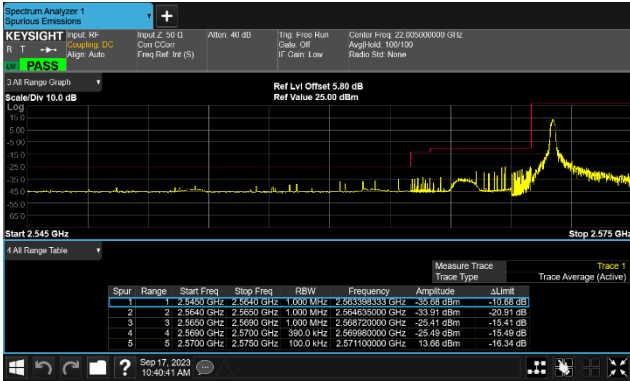 Spectrum Analyzer 1
Spurious Emissions
KEYSIGHT Input: RF Input Z: 50 Ω Atten: 40 dB Trig: Free Run Center Freq: 22.005000000 GHz
R T Coupling: DC Corr CCorr Gate: Off Avg|Hold: 100/100
Align: Auto Freq Ref: Int (S) IF Gain: Low Radio Std: None
PASS
3 All Range Graph
Ref Lvl Offset 5.80 dB
Scale/Div 10.0 dB Ref Value 25.00 dBm
Log
15.0
5.00
-5.00
-15.0
-25.0
-35.0
-45.0
-55.0
-65.0
Start 2.545 GHz Stop 2.575 GHz
4 All Range Table
Measure Trace Trace 1
Trace Type Trace Average (Active)
Spur Range Start Freq Stop Freq RBW Frequency Amplitude ΔLimit
1 1 2.5450 GHz 2.5640 GHz 1.000 MHz 2.563398333 GHz -35.68 dBm -10.68 dB
2 2 2.5640 GHz 2.5650 GHz 1.000 MHz 2.564635000 GHz -33.91 dBm -20.91 dB
3 3 2.5650 GHz 2.5690 GHz 1.000 MHz 2.568720000 GHz -25.41 dBm -15.41 dB
4 4 2.5690 GHz 2.5700 GHz 390.0 kHz 2.569980000 GHz -25.49 dBm -15.49 dB
5 5 2.5700 GHz 2.5750 GHz 100.0 kHz 2.571100000 GHz 13.66 dBm -16.34 dB
Sep 17, 2023
10:40:41 AM